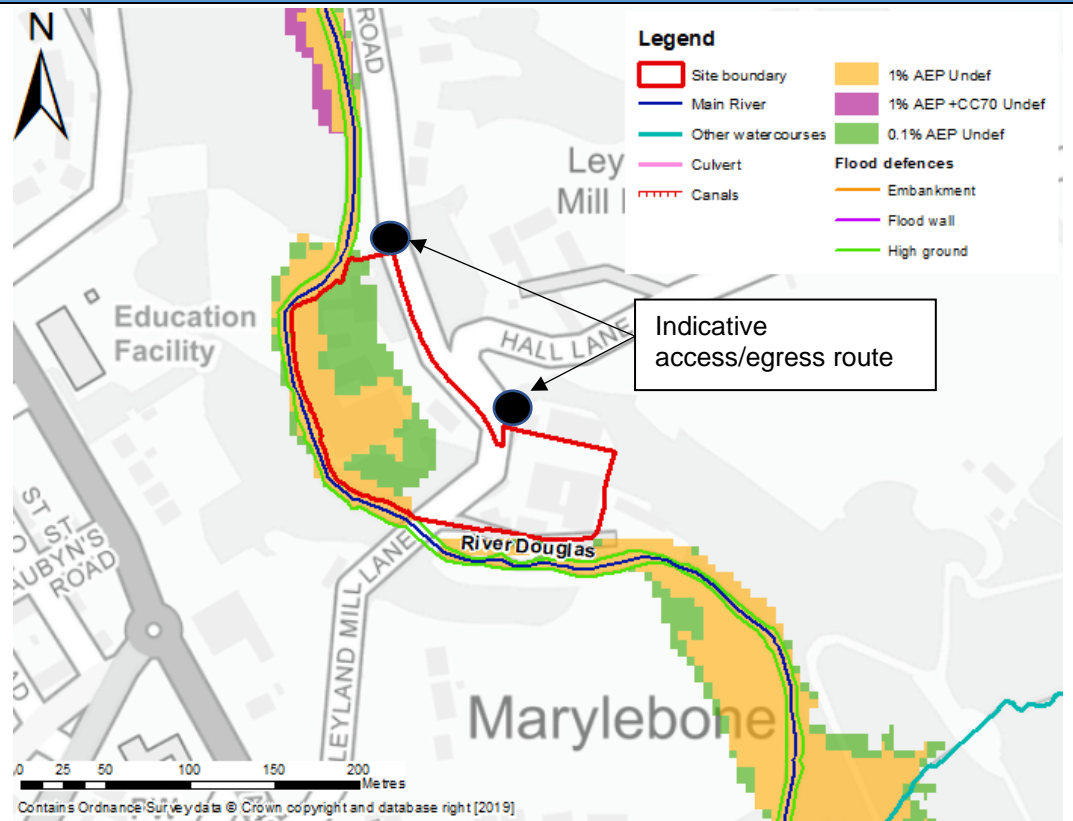 N
ROAD
Legend
Site boundary
Main River
Other watercourses
Culvert
Canals
1% AEP Undef
1% AEP +CC70 Undef
0.1% AEP Undef
Flood defences
Embankment
Flood wall
High ground
Ley
Mill
Education
Facility
HALL LANE
Indicative
access/egress route
ST
ST
AUBYN'S
ROAD
River Douglas
LEYLAND MILL LANE
Marylebone
0 25 50 100 150 200
Metres
Contains Ordnance Survey data © Crown copyright and database right [2019]